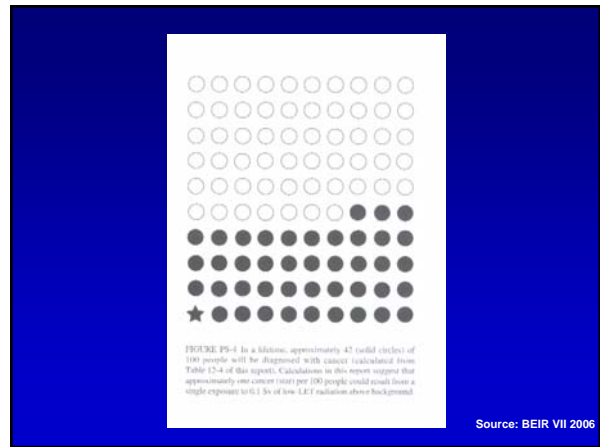 FIGURE PS-4 In a lifetime, approximately 42 (solid circles) of
100 people will be diagnosed with cancer (calculated from
Table 12-4 of this report). Calculations in this report suggest that
approximately one cancer (star) per 100 people could result from a
single exposure to 0.1 Sv of low-LET radiation above background.
Source: BEIR VII 2006